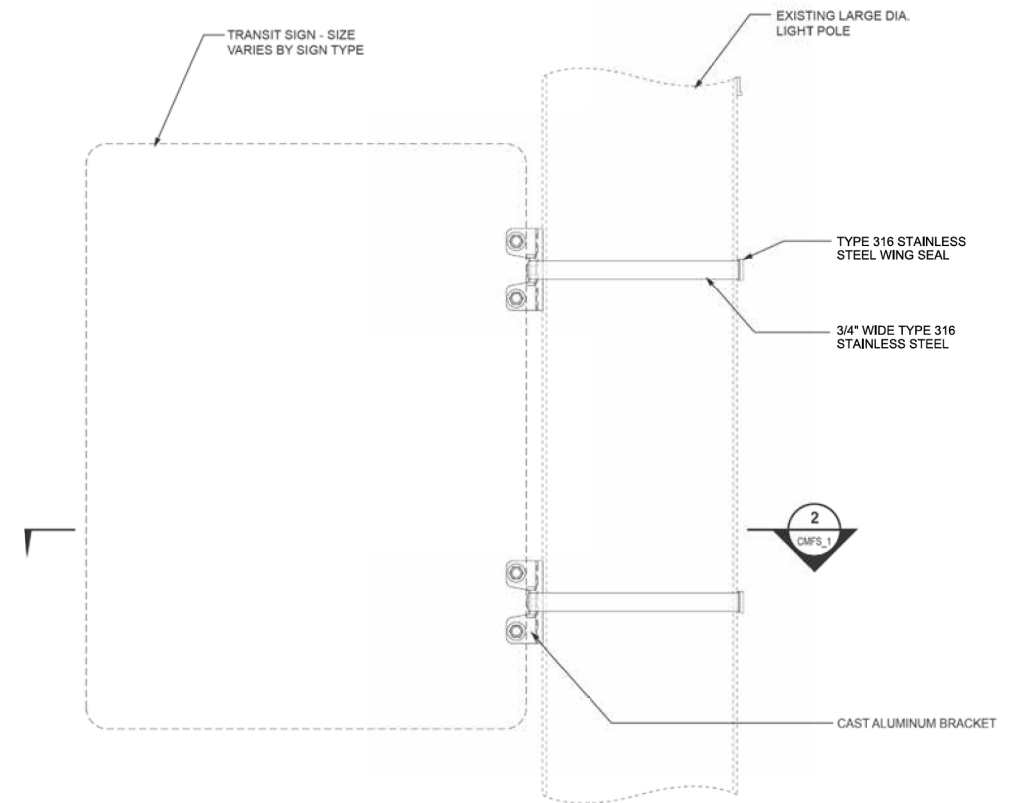 EXISTING LARGE DIA.
LIGHT POLE
TRANSIT SIGN - SIZE
VARIES BY SIGN TYPE
TYPE 316 STAINLESS
STEEL WING SEAL
3/4" WIDE TYPE 316
STAINLESS STEEL
2
CMFS_1
CAST ALUMINUM BRACKET